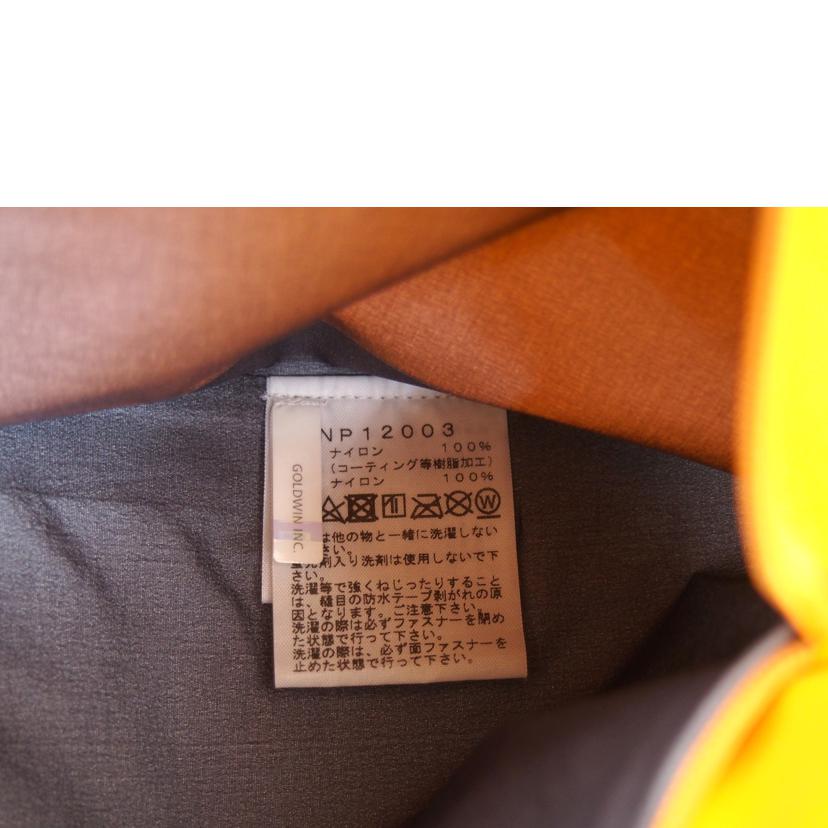 NP12003
ナイロン 100%
(コーティング等樹脂加工)
ナイロン 100%
GOLDWIN INC.
は他の物と一緒に洗濯しない
さい。
剤入り洗剤は使用しないで下
さい。
洗濯等で強くねじったりすること
は、縫目の防水テープ剥がれの原
因となります。ご注意下さい。
洗濯の際は必ずファスナーを閉め
た状態で行って下さい。
洗濯の際は、必ず面ファスナーを
止めた状態で行って下さい。